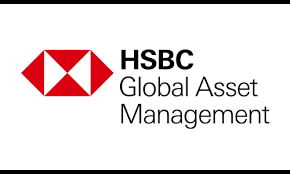 HSBC
Global Asset
Management